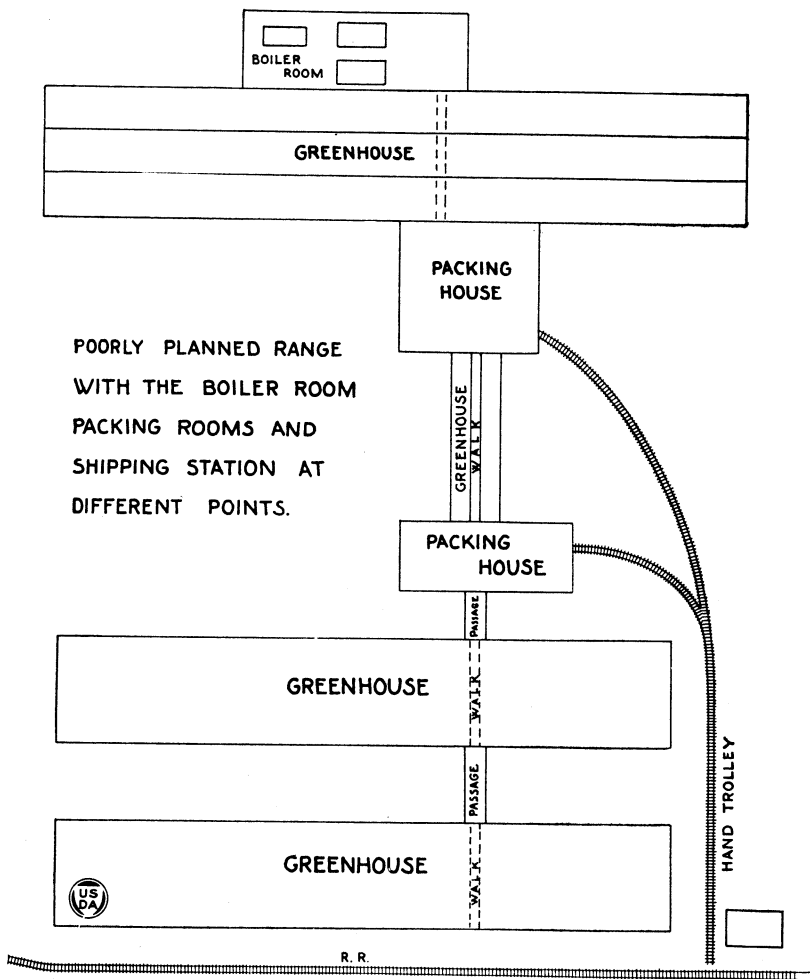 BOILER
ROOM
GREENHOUSE
PACKING
HOUSE
POORLY PLANNED RANGE
WITH THE BOILER ROOM
PACKING ROOMS AND
SHIPPING STATION AT
DIFFERENT POINTS.
GREENHOUSE
WALK
PACKING
HOUSE
PASSAGE
GREENHOUSE
WALK
PASSAGE
HAND TROLLEY
GREENHOUSE
WALK
US
DA
R. R.